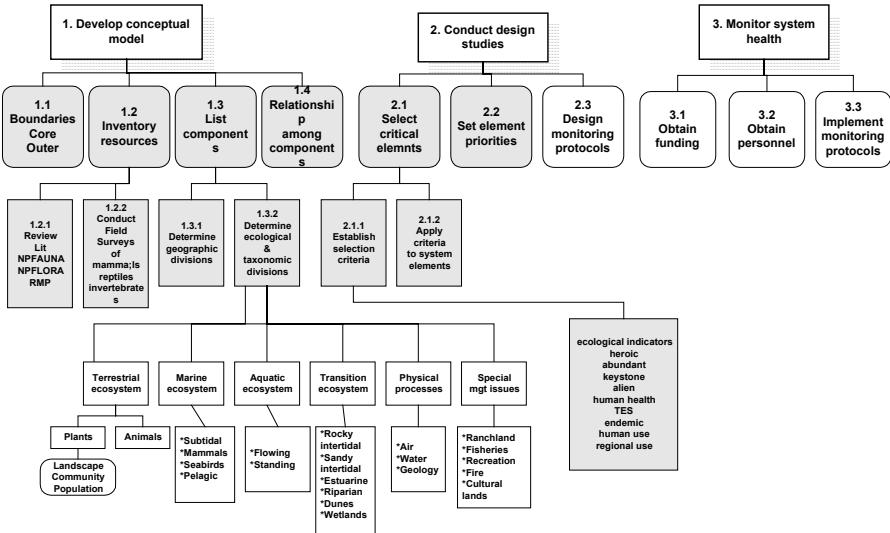 1. Develop conceptual
model
2. Conduct design
studies
3. Monitor system
health
1.1
Boundaries
Core
Outer
1.2
Inventory
resources
1.3
List
component
s
1.4
Relationshi
p
among
component
s
2.1
Select
critical
elemnts
2.2
Set element
priorities
2.3
Design
monitoring
protocols
3.1
Obtain
funding
3.2
Obtain
personnel
3.3
Implement
monitoring
protocols
1.2.1
Review
Lit
NPFAUNA
NPFLORA
RMP
1.2.2
Conduct
Field
Surveys
of
mamma;ls
reptiles
invertebrate
s
1.3.1
Determine
geographic
divisions
1.3.2
Determine
ecological
&
taxonomic
divisions
2.1.1
Establish
selection
criteria
2.1.2
Apply
criteria
to system
elements
ecological indicators
heroic
abundant
keystone
alien
human health
TES
endemic
human use
regional use
Terrestrial
ecosystem
Marine
ecosystem
Aquatic
ecosystem
Transition
ecosystem
Physical
processes
Special
mgt issues
Plants
Animals
Landscape
Community
Population
*Subtidal
*Mammals
*Seabirds
*Pelagic
*Flowing
*Standing
*Rocky
intertidal
*Sandy
intertidal
*Estuarine
*Riparian
*Dunes
*Wetlands
*Air
*Water
*Geology
*Ranchland
*Fisheries
*Recreation
*Fire
*Cultural
lands